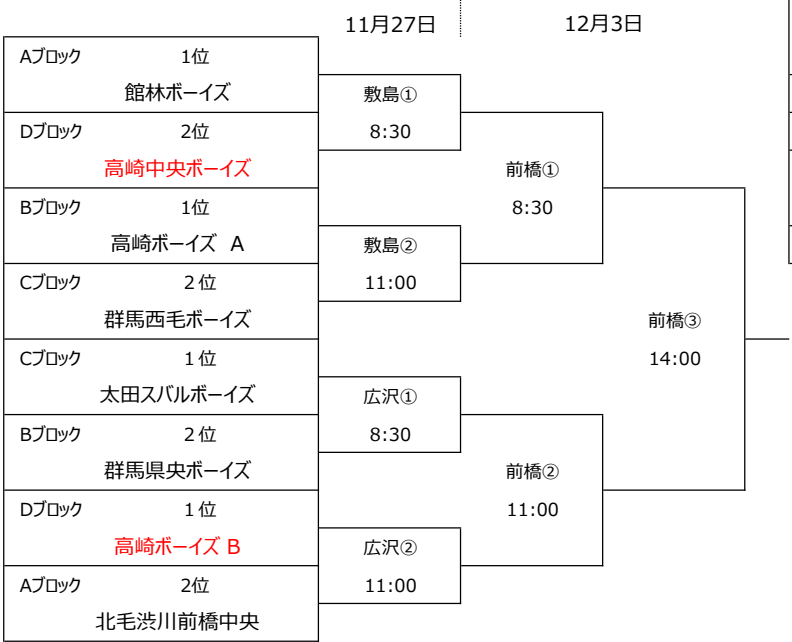 11月27日 12月3日
Aブロック 1位
館林ボーイズ
敷島①
Dブロック 2位
8:30
高崎中央ボーイズ
前橋①
Bブロック 1位
8:30
高崎ボーイズ A
敷島②
Cブロック 2位
11:00
群馬西毛ボーイズ
前橋③
Cブロック 1位
14:00
太田スバルボーイズ
広沢①
Bブロック 2位
8:30
群馬県央ボーイズ
前橋②
Dブロック 1位
11:00
高崎ボーイズ B
広沢②
Aブロック 2位
11:00
北毛渋川前橋中央